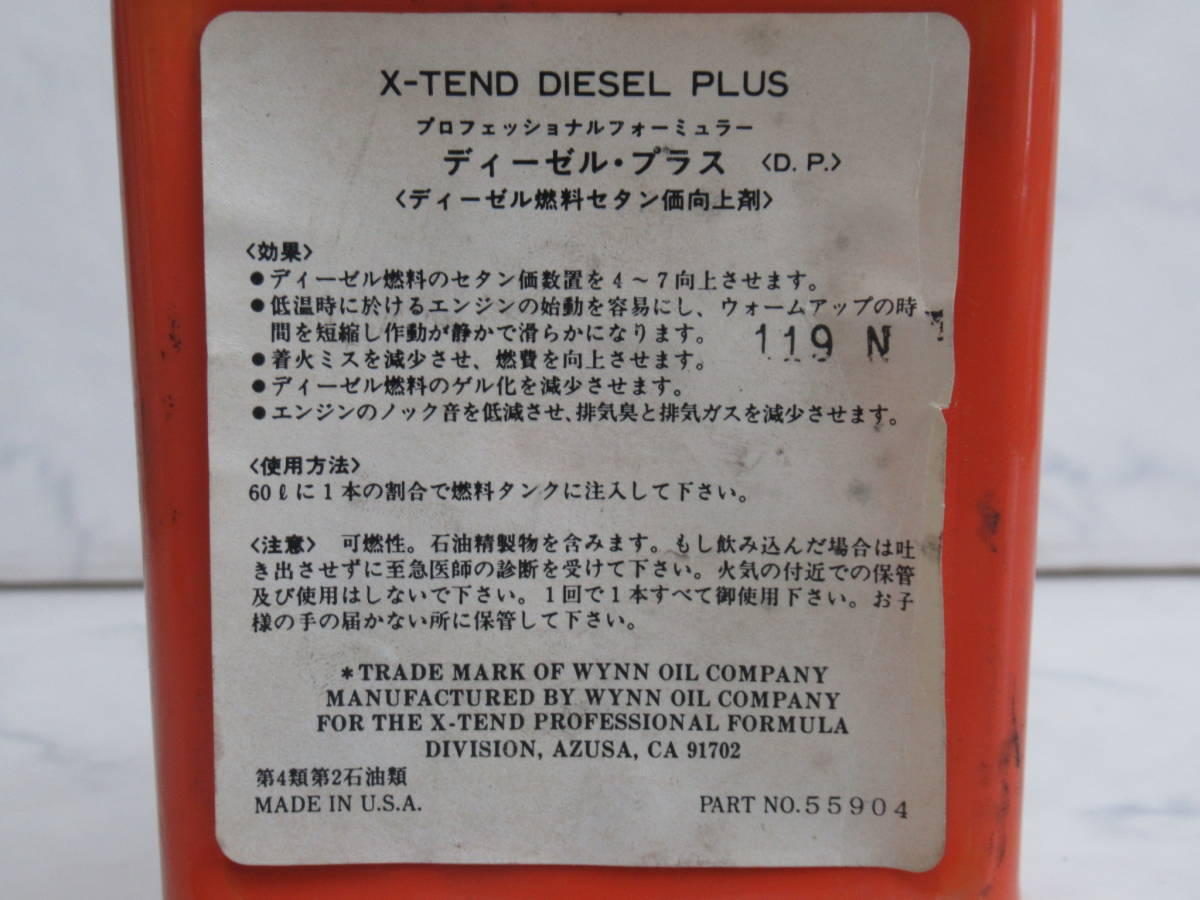 X-TEND DIESEL PLUS
プロフェッショナルフォーミュラー
ディーゼル・プラス 〈D. P.〉
〈ディーゼル燃料セタン価向上剤〉
〈効果〉
●ディーゼル燃料のセタン価数置を4～7向上させます。
●低温時に於けるエンジンの始動を容易にし、ウォームアップの時
間を短縮し作動が静かで滑らかになります。
119 N
●着火ミスを減少させ、燃費を向上させます。
●ディーゼル燃料のゲル化を減少させます。
●エンジンのノック音を低減させ、排気臭と排気ガスを減少させます。
〈使用方法〉
60ℓに1本の割合で燃料タンクに注入して下さい。
〈注意〉 可燃性。石油精製物を含みます。もし飲み込んだ場合は吐
き出させずに至急医師の診断を受けて下さい。火気の付近での保管
及び使用はしないで下さい。1回で1本すべて御使用下さい。お子
様の手の届かない所に保管して下さい。
*TRADE MARK OF WYNN OIL COMPANY
MANUFACTURED BY WYNN OIL COMPANY
FOR THE X-TEND PROFESSIONAL FORMULA
DIVISION, AZUSA, CA 91702
第4類第2石油類
MADE IN U.S.A. PART NO. 55904